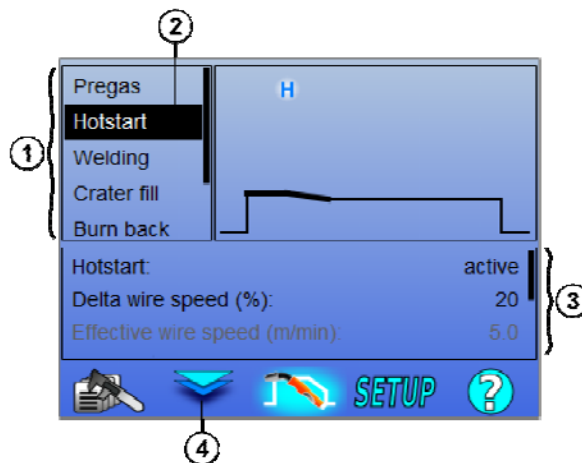 2
1
Pregas
Hotstart
Welding
Crater fill
Burn back
H
Hotstart: active
Delta wire speed (%): 20
Effective wire speed (m/min): 5.0
3
SETUP ?
4